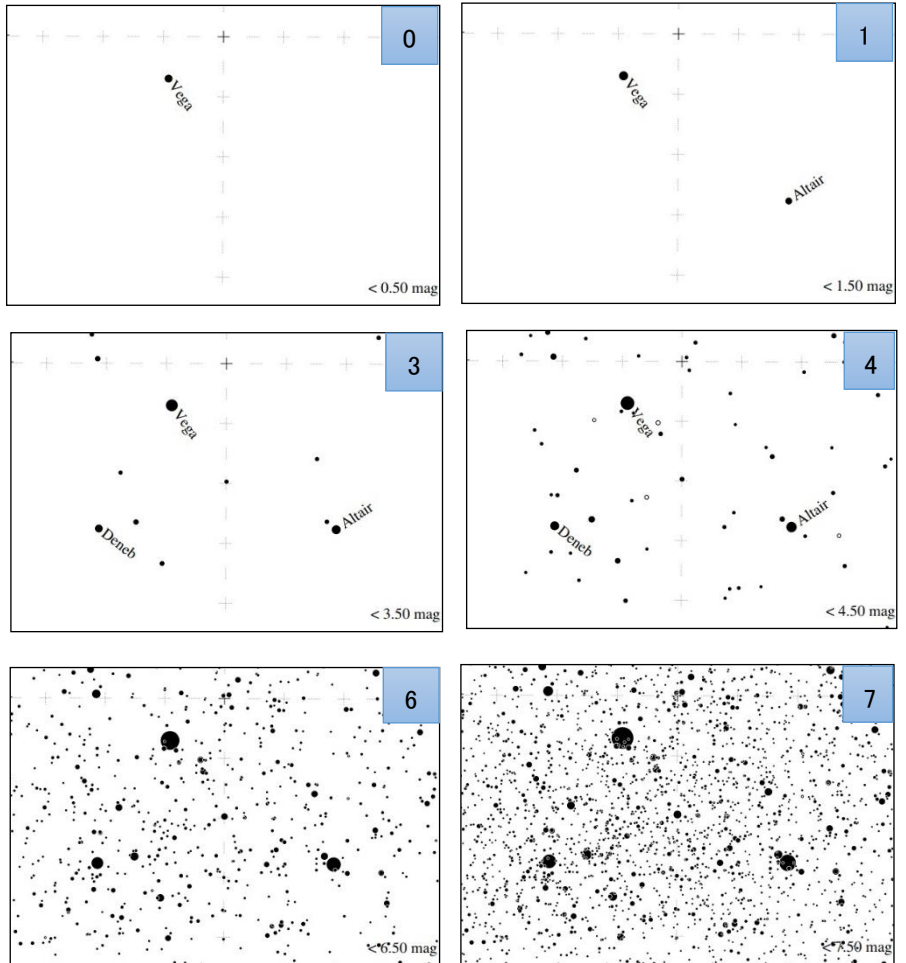 0
Vega
< 0.50 mag
1
Vega
Altair
< 1.50 mag
3
Vega
Deneb
Altair
< 3.50 mag
4
Vega
Deneb
Altair
< 4.50 mag
6
< 6.50 mag
7
< 7.50 mag